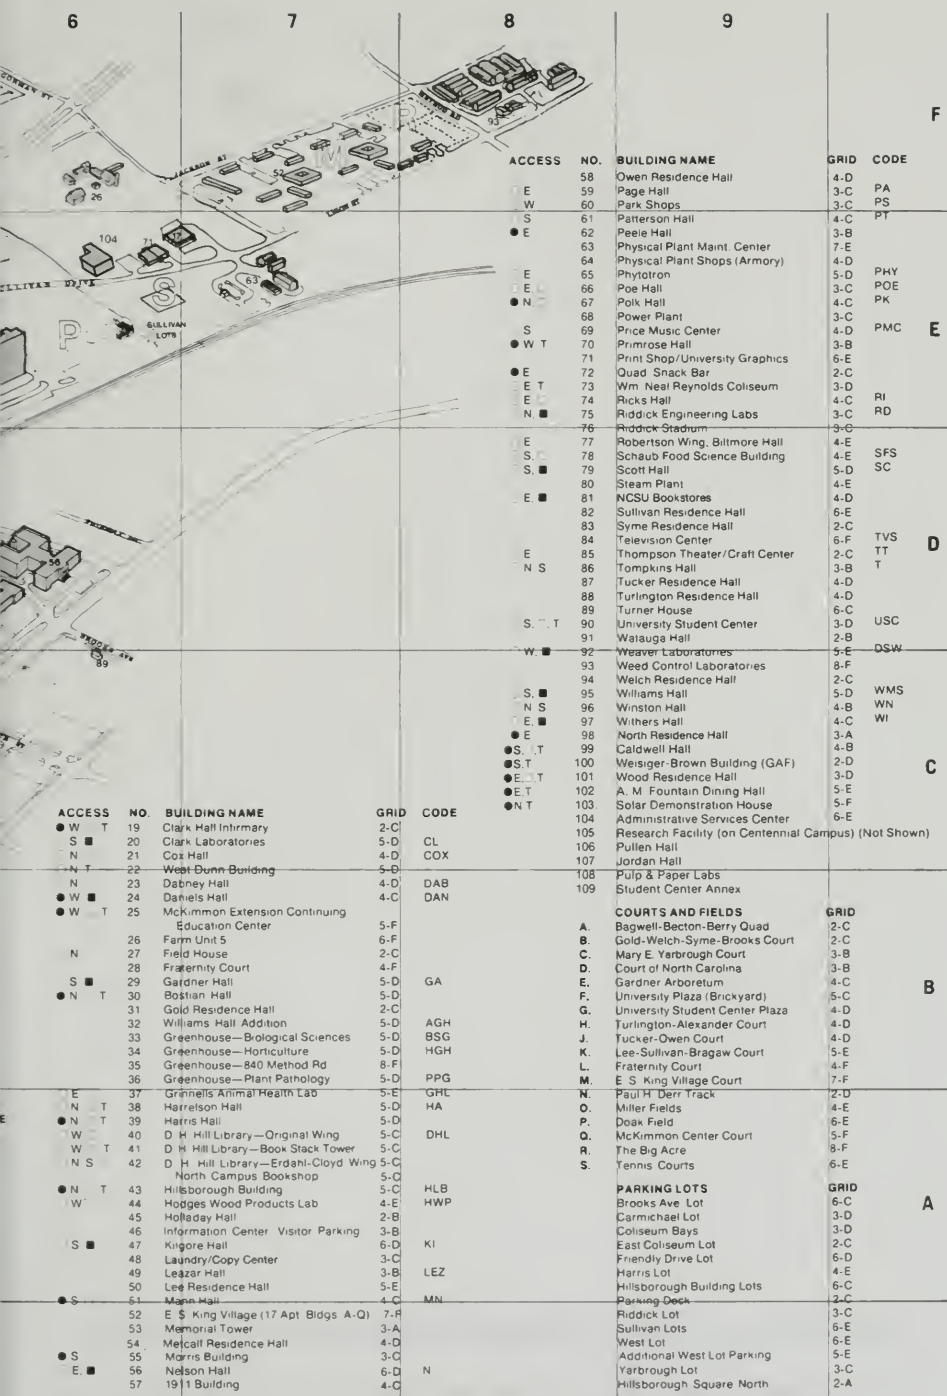 6 7 8 9
GORMAN ST
F
METHOD RD
93
JACKSON ST
P
M
52
LIGON ST
26
104
71
17
63
SULLIVAN DRIVE
S
P
SULLIVAN
LOTS
E
D
FRIENDLY DR
56
BROOKS AVE
89
C
B
A
ACCESS NO. BUILDING NAME GRID CODE
58 Owen Residence Hall 4-D
E 59 Page Hall 3-C PA
W 60 Park Shops 3-C PS
S 61 Patterson Hall 4-C PT
● E 62 Peele Hall 3-B
63 Physical Plant Maint. Center 7-E
64 Physical Plant Shops (Armory) 4-D
E 65 Phytotron 5-D PHY
E. 66 Poe Hall 3-C POE
● N. 67 Polk Hall 4-C PK
68 Power Plant 3-C
S 69 Price Music Center 4-D PMC
● W T 70 Primrose Hall 3-B
71 Print Shop/University Graphics 6-E
● E 72 Quad Snack Bar 2-C
E T 73 Wm Neal Reynolds Coliseum 3-D
E 74 Ricks Hall 4-C RI
N. ■ 75 Riddick Engineering Labs 3-C RD
76 Riddick Stadium 3-C
E 77 Robertson Wing, Biltmore Hall 4-E
S. 78 Schaub Food Science Building 4-E SFS
S. ■ 79 Scott Hall 5-D SC
80 Steam Plant 4-E
E. ■ 81 NCSU Bookstores 4-D
82 Sullivan Residence Hall 6-E
83 Syme Residence Hall 2-C
84 Television Center 6-F TVS
E 85 Thompson Theater/Craft Center 2-C TT
N S 86 Tompkins Hall 3-B T
87 Tucker Residence Hall 4-D
88 Turlington Residence Hall 4-D
89 Turner House 6-C
S. T 90 University Student Center 3-D USC
91 Watauga Hall 2-B
W. ■ 92 Weaver Laboratories 5-E DSW
93 Weed Control Laboratories 8-F
94 Welch Residence Hall 2-C
S, ■ 95 Williams Hall 5-D WMS
N S 96 Winston Hall 4-B WN
E. ■ 97 Withers Hall 4-C WI
● E 98 North Residence Hall 3-A
●S. .T 99 Caldwell Hall 4-B
●S.T 100 Weisiger-Brown Building (GAF) 2-D
●E. T 101 Wood Residence Hall 3-D
●E.T 102 A. M Fountain Dining Hall 5-E
●N T 103. Solar Demonstration House 5-F
104 Administrative Services Center 6-E
105 Research Facility (on Centennial Campus) (Not Shown)
106 Pullen Hall
107 Jordan Hall
108 Pulp & Paper Labs
109 Student Center Annex
COURTS AND FIELDS GRID
A. Bagwell-Becton-Berry Quad 2-C
B. Gold-Welch-Syme-Brooks Court 2-C
C. Mary E. Yarbrough Court 3-B
D. Court of North Carolina 3-B
E. Gardner Arboretum 4-C
F. University Plaza (Brickyard) 5-C
G. University Student Center Plaza 4-D
H. Turlington-Alexander Court 4-D
J. Tucker-Owen Court 4-D
K. Lee-Sullivan-Bragaw Court 5-E
L. Fraternity Court 4-F
M. E S King Village Court 7-F
N. Paul H Derr Track 2-D
O. Miller Fields 4-E
P. Doak Field 6-E
Q. McKimmon Center Court 5-F
R. The Big Acre 8-F
S. Tennis Courts 6-E
PARKING LOTS GRID
Brooks Ave Lot 6-C
Carmichael Lot 3-D
Coliseum Bays 3-D
East Coliseum Lot 2-C
Friendly Drive Lot 6-D
Harris Lot 4-E
Hillsborough Building Lots 6-C
Parking Deck 2-C
Riddick Lot 3-C
Sullivan Lots 6-E
West Lot 6-E
Additional West Lot Parking 5-E
Yarbrough Lot 3-C
Hillsborough Square North 2-A
ACCESS NO. BUILDING NAME GRID CODE
● W T 19 Clark Hall Infirmary 2-C
S ■ 20 Clark Laboratories 5-D CL
N 21 Cox Hall 4-D COX
N T 22 West Dunn Building 5-D
N 23 Dabney Hall 4-D DAB
● W ■ 24 Daniels Hall 4-C DAN
● W T 25 McKimmon Extension Continuing
Education Center 5-F
26 Farm Unit 5 6-F
N 27 Field House 2-C
28 Fraternity Court 4-F
S ■ 29 Gardner Hall 5-D GA
● N T 30 Bostian Hall 5-D
31 Gold Residence Hall 2-C
32 Williams Hall Addition 5-D AGH
33 Greenhouse—Biological Sciences 5-D BSG
34 Greenhouse—Horticulture 5-D HGH
35 Greenhouse—840 Method Rd 8-F
36 Greenhouse—Plant Pathology 5-D PPG
E 37 Grinnells Animal Health Lab 5-E GHL
N T 38 Harrelson Hall 5-D HA
● N T 39 Harris Hall 5-D
W 40 D H Hill Library—Original Wing 5-C DHL
W T 41 D H Hill Library—Book Stack Tower 5-C
N S 42 D H Hill Library—Erdahl-Cloyd Wing 5-C
North Campus Bookshop 5-C
● N T 43 Hillsborough Building 5-C HLB
W 44 Hodges Wood Products Lab 4-E HWP
45 Holladay Hall 2-B
46 Information Center Visitor Parking 3-B
S ■ 47 Kilgore Hall 6-D KI
48 Laundry/Copy Center 3-C
49 Leazar Hall 3-B LEZ
50 Lee Residence Hall 5-E
● S 51 Mann Hall 4-C MN
52 E S King Village (17 Apt Bldgs A-Q) 7-F
53 Memorial Tower 3-A
54 Metcalf Residence Hall 4-D
● S 55 Morris Building 3-C
E. ■ 56 Nelson Hall 6-D N
57 1911 Building 4-C